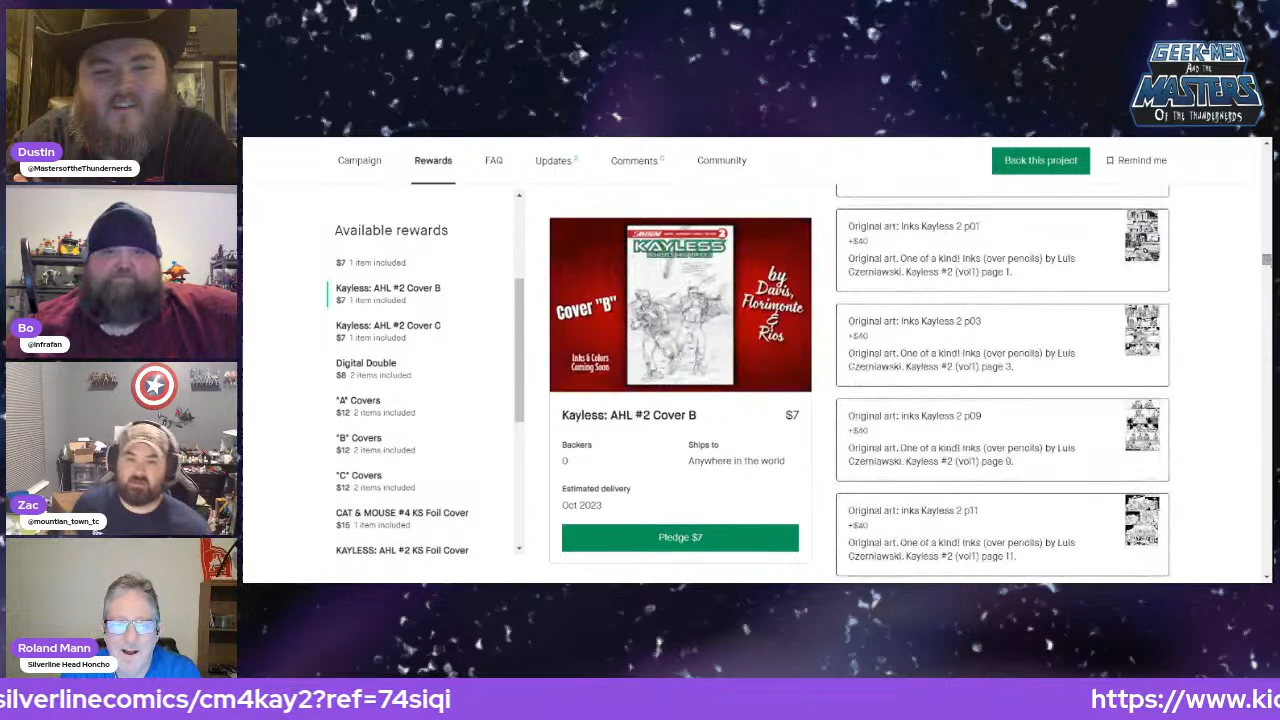 Dustin
@MastersoftheThundernerds
Bo
@infrafan
Zac
@mountian_town_tc
Roland Mann
Silverline Head Honcho
GEEK-MEN
AND THE
MASTERS
OF THE THUNDERNERDS
Campaign
Rewards
FAQ
Updates 2
Comments 0
Community
Back this project
Remind me
Available rewards
$7 1 item included
Kayless: AHL #2 Cover B
$7 1 item included
Kayless: AHL #2 Cover C
$7 1 item included
Digital Double
$8 2 items included
"A" Covers
$12 2 items included
"B" Covers
$12 2 items included
"C" Covers
$12 2 items included
CAT & MOUSE #4 KS Foil Cover
$15 1 item included
KAYLESS: AHL #2 KS Foil Cover
2
KAYLESS
Cover "B"
Inks & Colors
Coming Soon
by
Davis,
Florimonte
&
Rios
Kayless: AHL #2 Cover B
$7
Backers
0
Ships to
Anywhere in the world
Estimated delivery
Oct 2023
Pledge $7
Original art: Inks Kayless 2 p01
+$40
Original art. One of a kind! Inks (over pencils) by Luis
Czerniawski. Kayless #2 (vol1) page 1.
Original art: Inks Kayless 2 p03
+$40
Original art. One of a kind! Inks (over pencils) by Luis
Czerniawski. Kayless #2 (vol1) page 3.
Original art: Inks Kayless 2 p09
+$40
Original art. One of a kind! Inks (over pencils) by Luis
Czerniawski. Kayless #2 (vol1) page 9.
Original art: Inks Kayless 2 p11
+$40
Original art. One of a kind! Inks (over pencils) by Luis
Czerniawski. Kayless #2 (vol1) page 11.
silverlinecomics/cm4kay2?ref=74siqi
https://www.kic